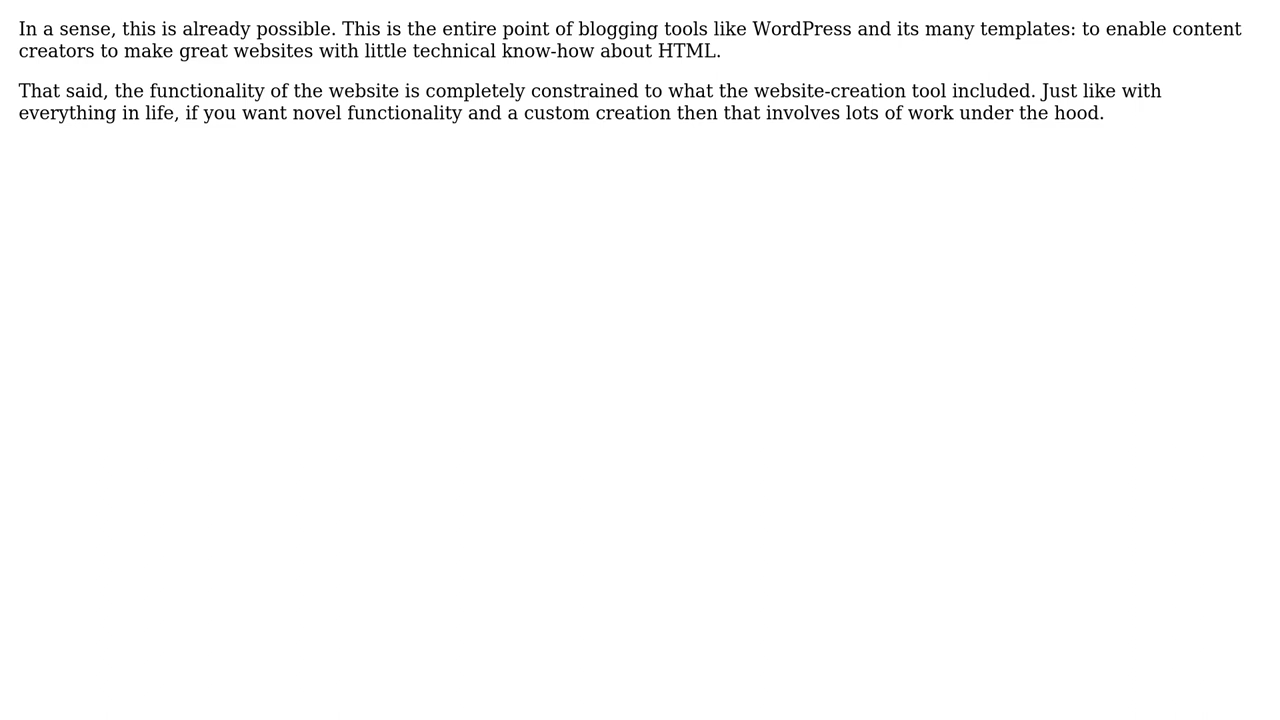 In a sense, this is already possible. This is the entire point of blogging tools like WordPress and its many templates: to enable content
creators to make great websites with little technical know-how about HTML.
That said, the functionality of the website is completely constrained to what the website-creation tool included. Just like with
everything in life, if you want novel functionality and a custom creation then that involves lots of work under the hood.